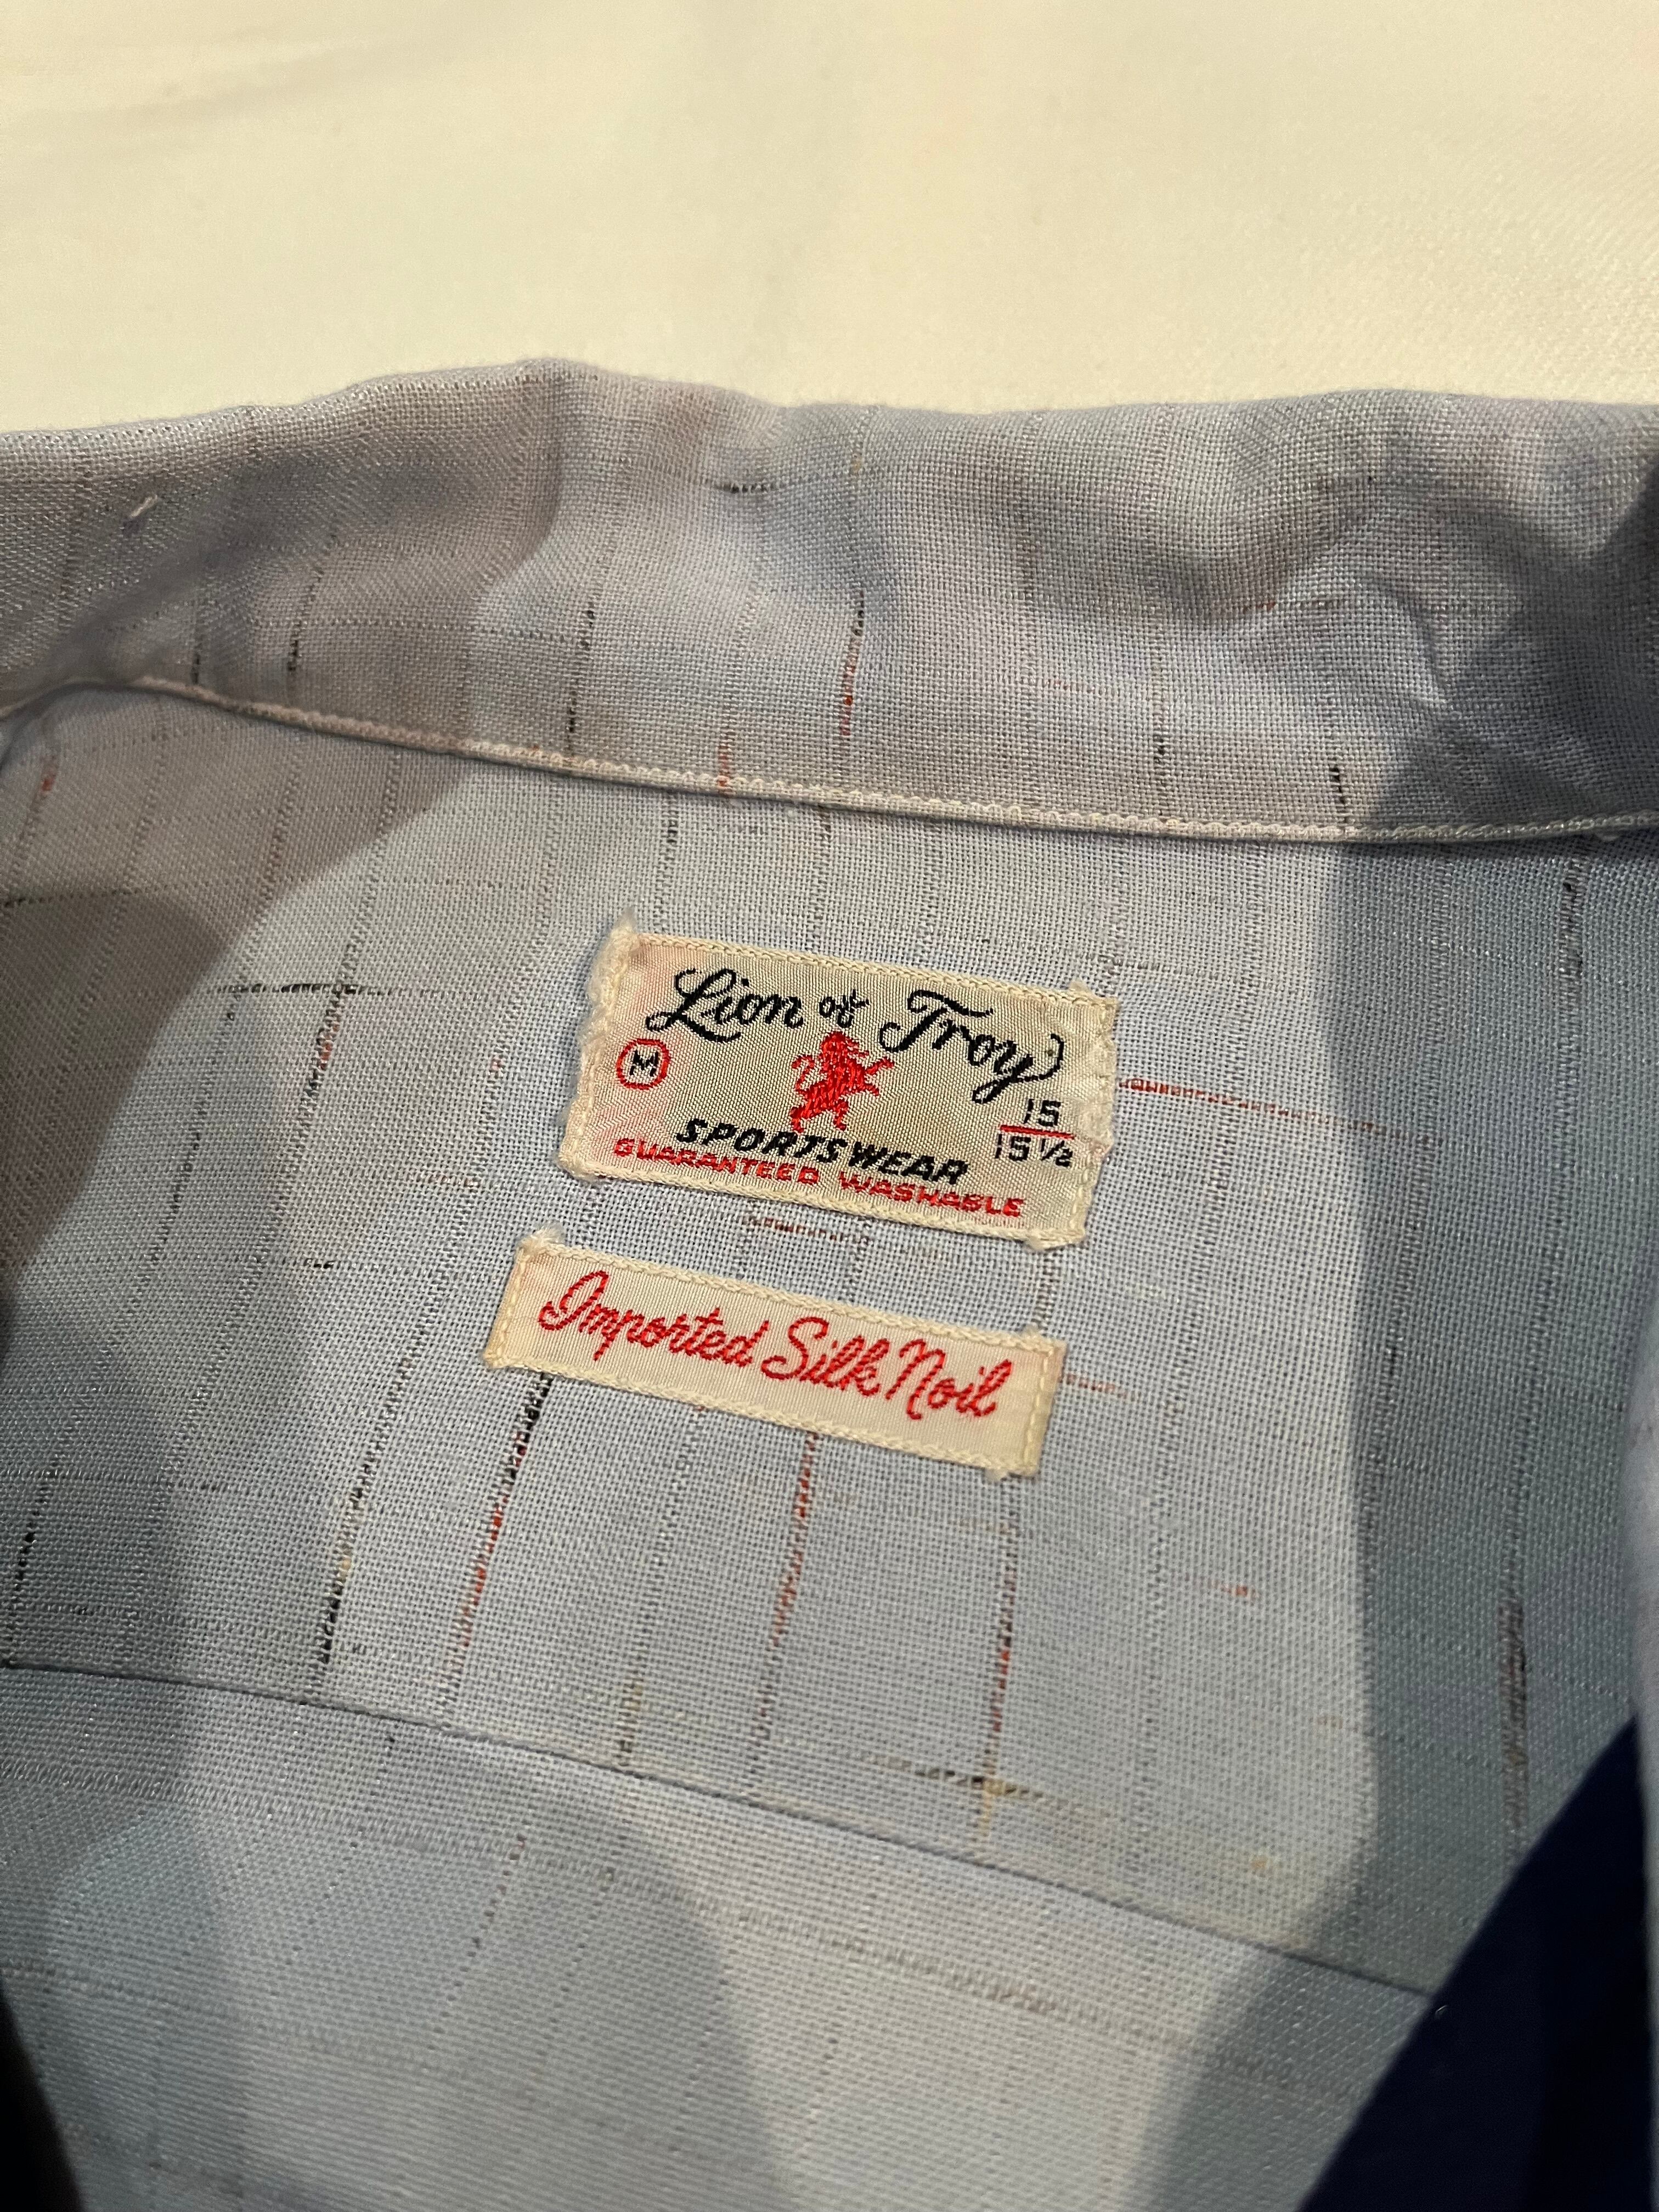 Lion of Troy
M
15
15 1/2
SPORTSWEAR
GUARANTEED WASHABLE
Imported Silk Noil